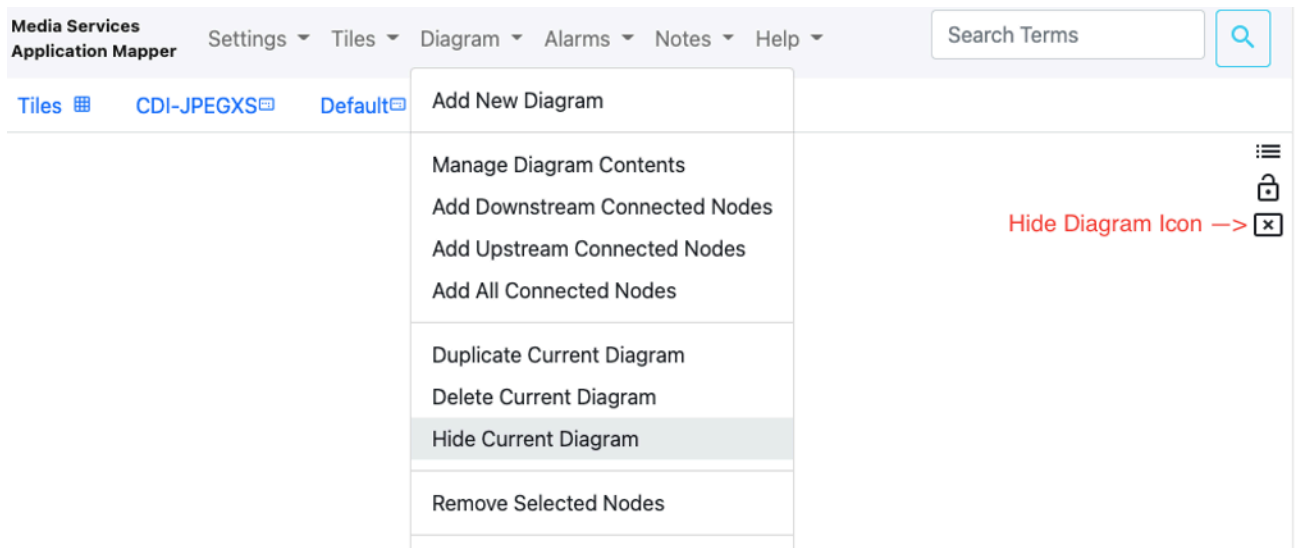 Media Services
Application Mapper
Settings Tiles Diagram Alarms Notes Help
Search Terms
Tiles CDI-JPEGXS Default
Add New Diagram
Manage Diagram Contents
Add Downstream Connected Nodes
Add Upstream Connected Nodes
Hide Diagram Icon —>
Add All Connected Nodes
Duplicate Current Diagram
Delete Current Diagram
Hide Current Diagram
Remove Selected Nodes